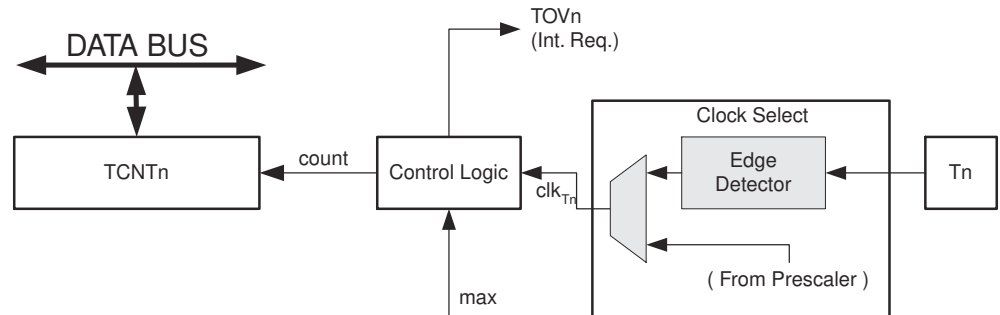 TOVn
(Int. Req.)
DATA BUS
Clock Select
TCNTn
count
Control Logic
clkTn
Edge
Detector
Tn
( From Prescaler )
max